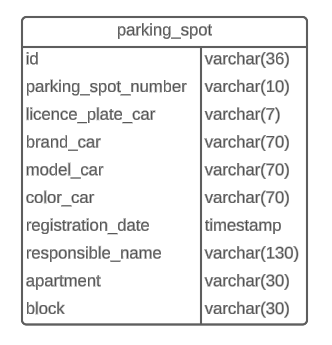 parking_spot
id varchar(36)
parking_spot_number varchar(10)
licence_plate_car varchar(7)
brand_car varchar(70)
model_car varchar(70)
color_car varchar(70)
registration_date timestamp
responsible_name varchar(130)
apartment varchar(30)
block varchar(30)